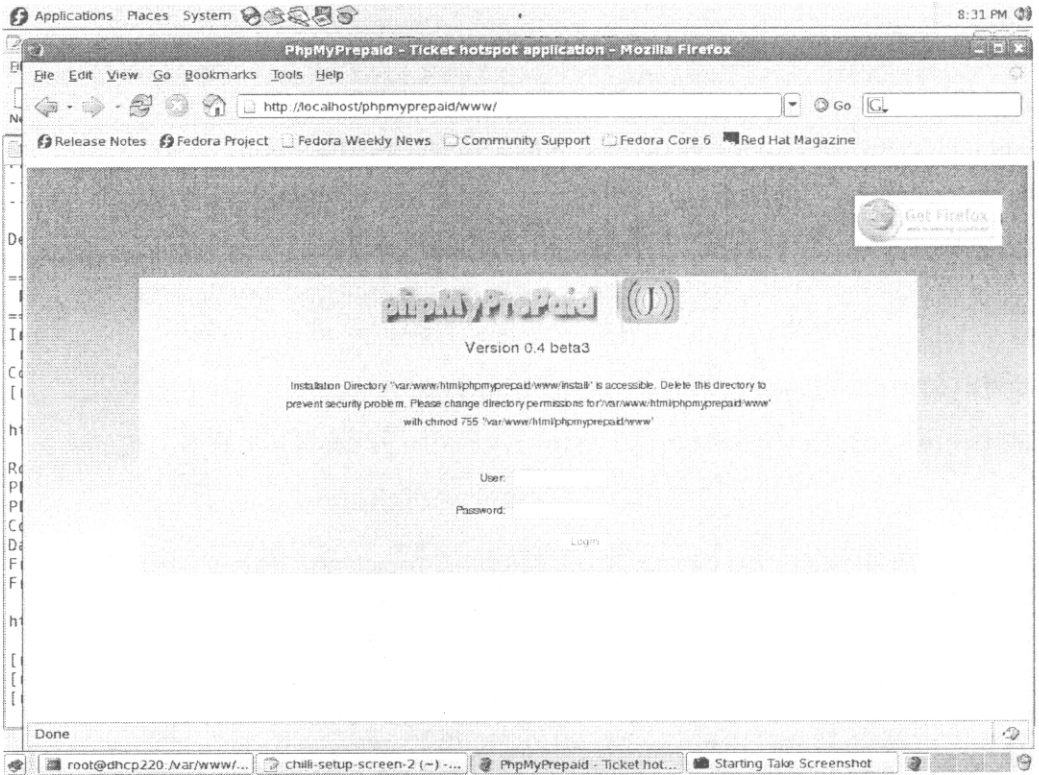 Applications Places System 8:31 PM
PhpMyPrepaid - Ticket hotspot application - Mozilla Firefox
File Edit View Go Bookmarks Tools Help
http://localhost/phpmyprepaid/www/ Go
Release Notes Fedora Project Fedora Weekly News Community Support Fedora Core 6 Red Hat Magazine
Get Firefox
phpMyPrePaid ((J))
Version 0.4 beta3
Installation Directory '/var/www/html/phpmyprepaid/www/install/' is accessible. Delete this directory to
prevent security problem. Please change directory permissions for '/var/www/html/phpmyprepaid/www'
with chmod 755 '/var/www/html/phpmyprepaid/www'
User:
Password:
Login
Done
root@dhcp220:/var/www/... chilli-setup-screen-2 (~) -... PhpMyPrepaid - Ticket hot... Starting Take Screenshot